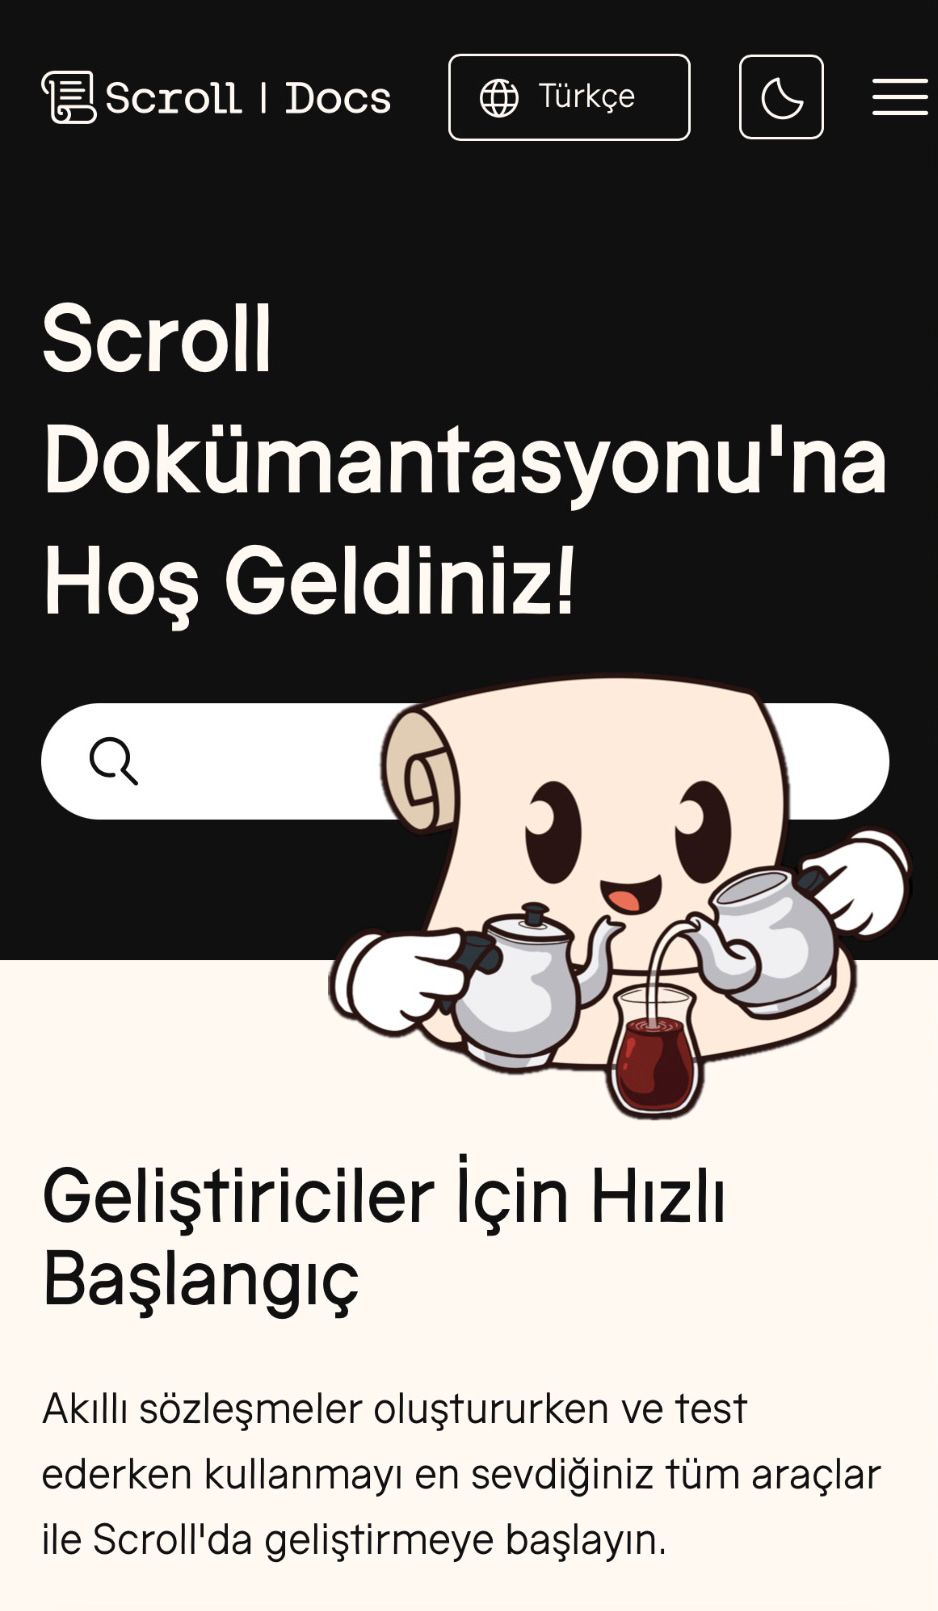 Scroll | Docs
Türkçe
Scroll
Dokümantasyonu'na
Hoş Geldiniz!
Geliştiriciler İçin Hızlı
Başlangıç
Akıllı sözleşmeler oluştururken ve test
ederken kullanmayı en sevdiğiniz tüm araçlar
ile Scroll'da geliştirmeye başlayın.